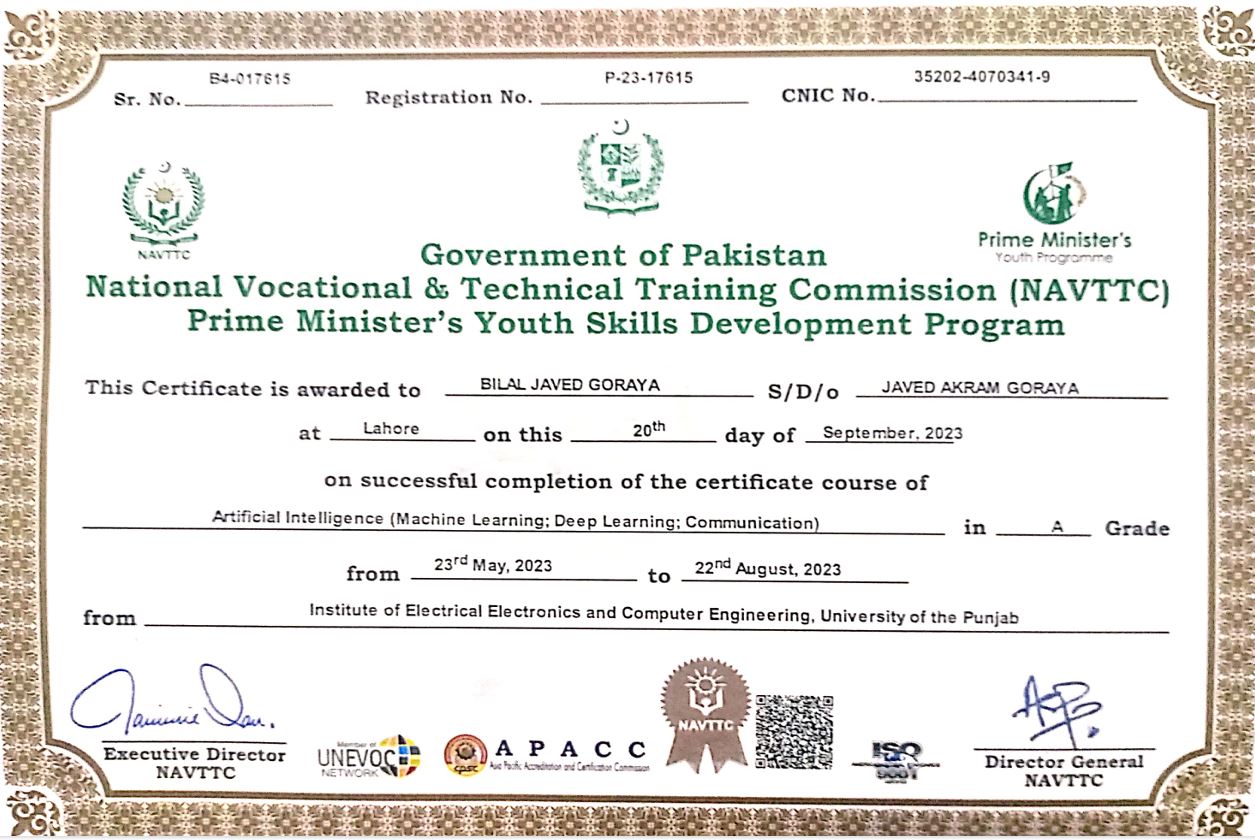 B4-017615 P-23-17615 35202-4070341-9
Sr. No. Registration No. CNIC No.
NAVTTC
Prime Minister's
Youth Programme
Government of Pakistan
National Vocational & Technical Training Commission (NAVTTC)
Prime Minister's Youth Skills Development Program
This Certificate is awarded to BILAL JAVED GORAYA S/D/o JAVED AKRAM GORAYA
at Lahore on this 20th day of September, 2023
on successful completion of the certificate course of
Artificial Intelligence (Machine Learning; Deep Learning; Communication) in A Grade
from 23rd May, 2023 to 22nd August, 2023
from Institute of Electrical Electronics and Computer Engineering, University of the Punjab
NAVTTC
Executive Director
NAVTTC
Member of
UNEVOC
NETWORK
APACC
Asia Pacific Accreditation and Certification Commission
ISO
9001
Director General
NAVTTC